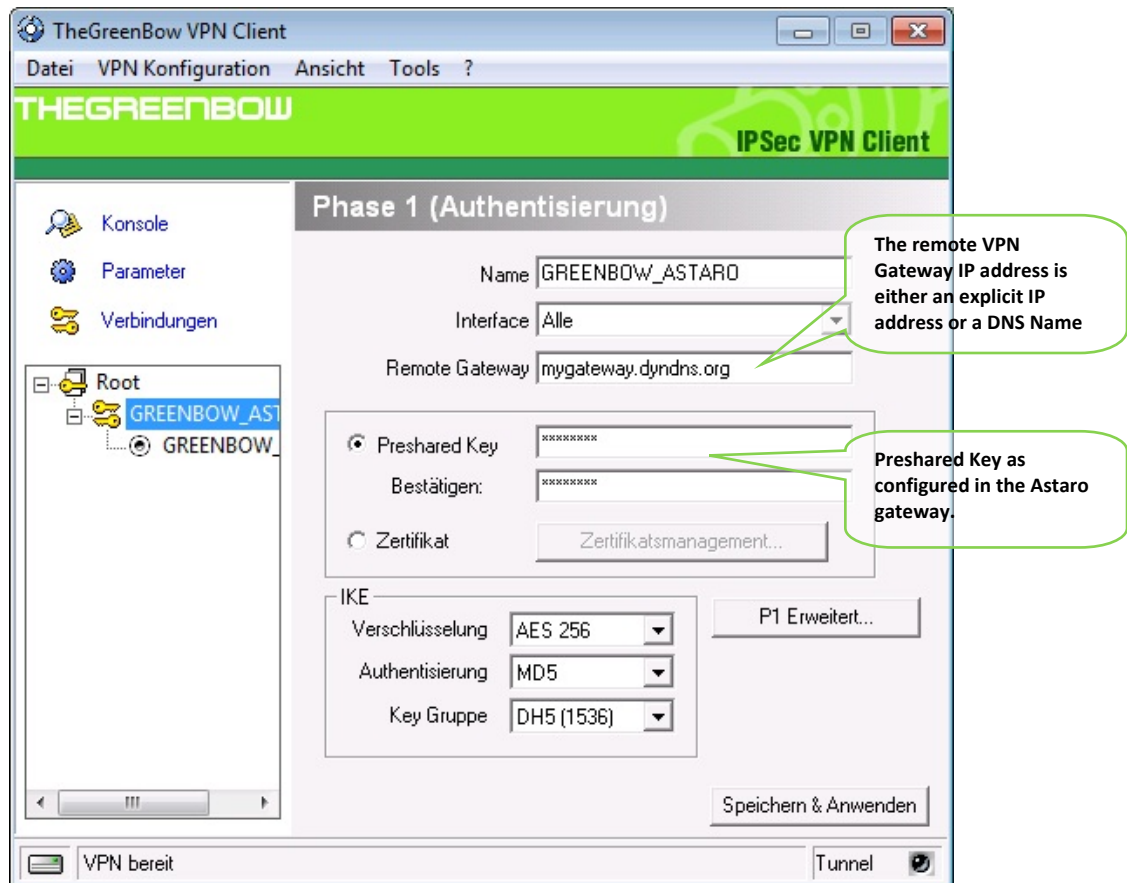 TheGreenBow VPN Client
Datei VPN Konfiguration Ansicht Tools ?
THEGREENBOW
IPSec VPN Client
Konsole
Parameter
Verbindungen
Root
GREENBOW_AST
GREENBOW_
Phase 1 (Authentisierung)
Name GREENBOW_ASTARO
Interface Alle
Remote Gateway mygateway.dyndns.org
The remote VPN
Gateway IP address is
either an explicit IP
address or a DNS Name
Preshared Key ********
Bestätigen: ********
Preshared Key as
configured in the Astaro
gateway.
Zertifikat Zertifikatsmanagement...
IKE
Verschlüsselung AES 256
Authentisierung MD5
Key Gruppe DH5 (1536)
P1 Erweitert...
Speichern & Anwenden
VPN bereit Tunnel